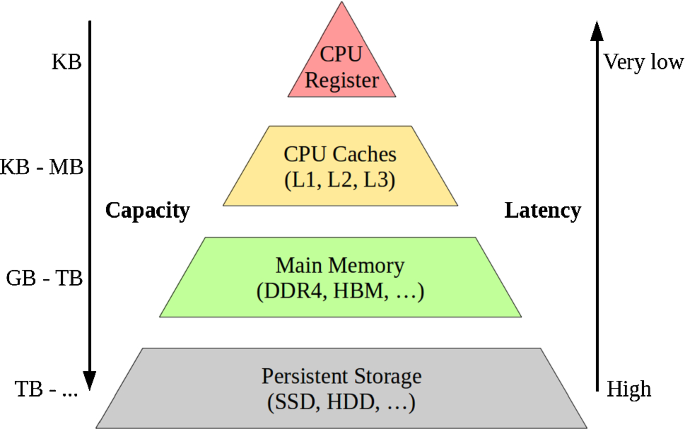 KB
CPU
Register
Very low
KB - MB
CPU Caches
(L1, L2, L3)
Capacity
Latency
GB - TB
Main Memory
(DDR4, HBM, …)
TB - ...
Persistent Storage
(SSD, HDD, …)
High